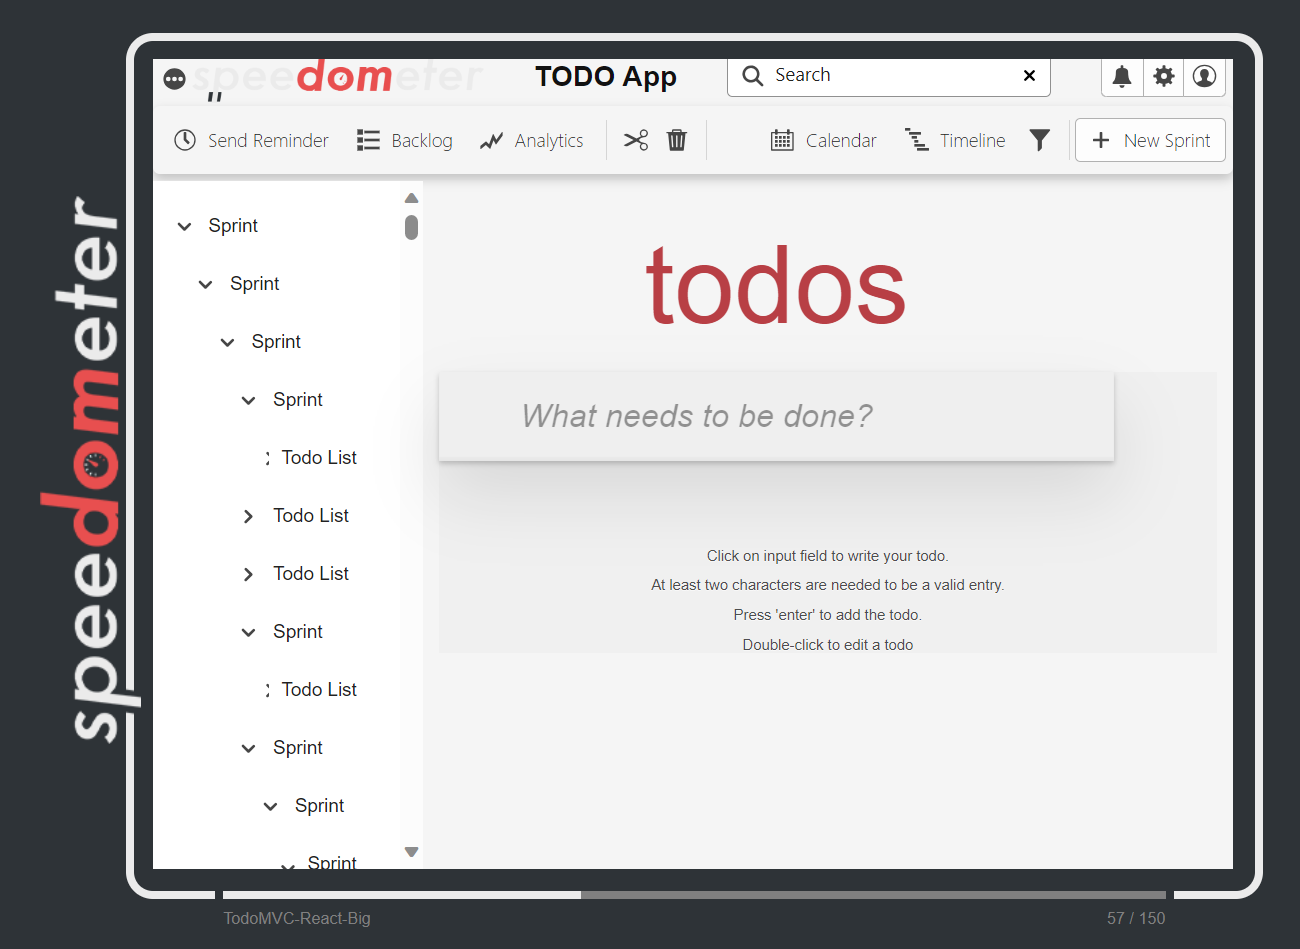 speedometer
speedometer
TODO App
Search
Send Reminder
Backlog
Analytics
Calendar
Timeline
New Sprint
Sprint
Sprint
Sprint
Sprint
Todo List
Todo List
Todo List
Sprint
Todo List
Sprint
Sprint
Sprint
todos
What needs to be done?
Click on input field to write your todo.
At least two characters are needed to be a valid entry.
Press 'enter' to add the todo.
Double-click to edit a todo
TodoMVC-React-Big
57 / 150